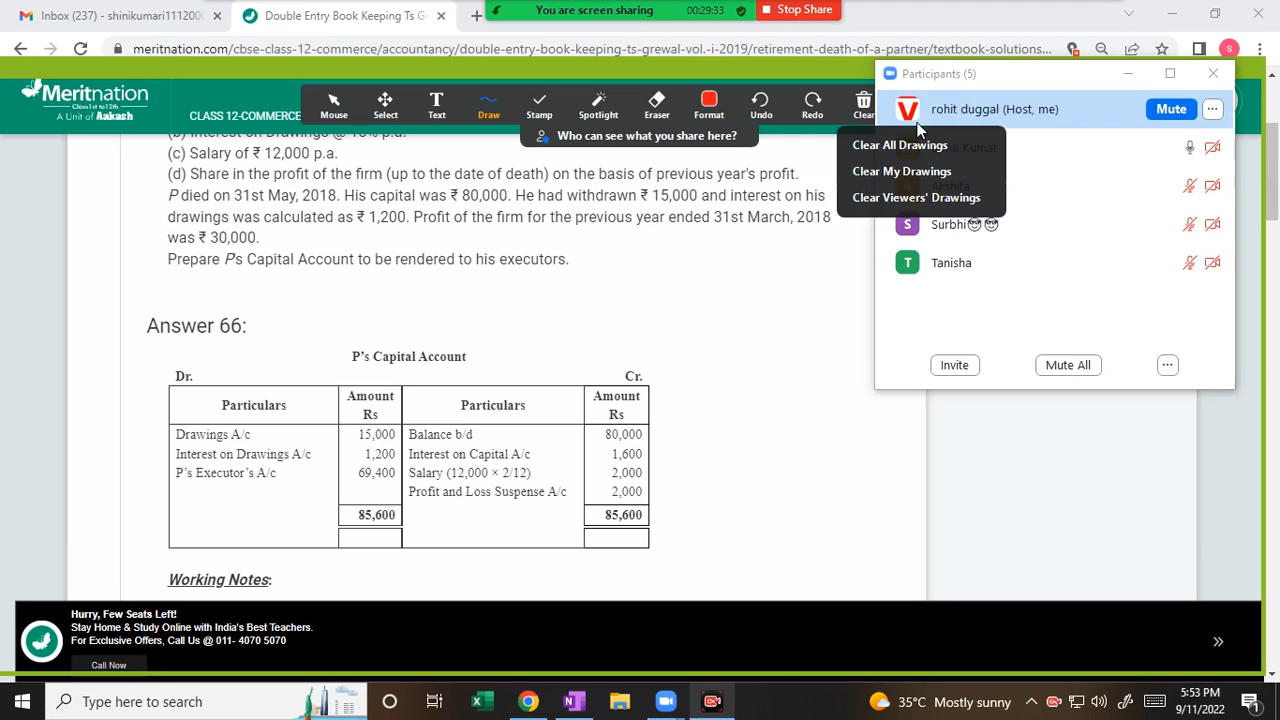 Inbox (237) - shinikumari111200
Double Entry Book Keeping Ts Gr
You are screen sharing
00:29:33
Stop Share
meritnation.com/cbse-class-12-commerce/accountancy/double-entry-book-keeping-ts-grewal-vol.-i-2019/retirement-death-of-a-partner/textbook-solutions...
S
Meritnation
Class 1st to 12th
A Unit of Aakash
CLASS 12-COMMERCE
Mouse
Select
Text
Draw
Stamp
Spotlight
Eraser
Format
Undo
Redo
Clear
Who can see what you share here?
Participants (5)
V
rohit duggal (Host, me)
Mute
Clear All Drawings
Clear My Drawings
Clear Viewers' Drawings
S
Surbhi😎😎
T
Tanisha
Invite
Mute All
(c) Salary of ₹ 12,000 p.a.
(d) Share in the profit of the firm (up to the date of death) on the basis of previous year's profit.
P died on 31st May, 2018. His capital was ₹ 80,000. He had withdrawn ₹ 15,000 and interest on his
drawings was calculated as ₹ 1,200. Profit of the firm for the previous year ended 31st March, 2018
was ₹ 30,000.
Prepare P's Capital Account to be rendered to his executors.
Answer 66:
P's Capital Account
Dr. Cr.
Particulars Amount Rs Particulars Amount Rs
Drawings A/c 15,000 Balance b/d 80,000
Interest on Drawings A/c 1,200 Interest on Capital A/c 1,600
P's Executor's A/c 69,400 Salary (12,000 × 2/12) 2,000
Profit and Loss Suspense A/c 2,000
85,600 85,600
Working Notes:
Hurry, Few Seats Left!
Stay Home & Study Online with India's Best Teachers.
For Exclusive Offers, Call Us @ 011- 4070 5070
Call Now
»
Type here to search
35°C Mostly sunny
5:53 PM
9/11/2022
1